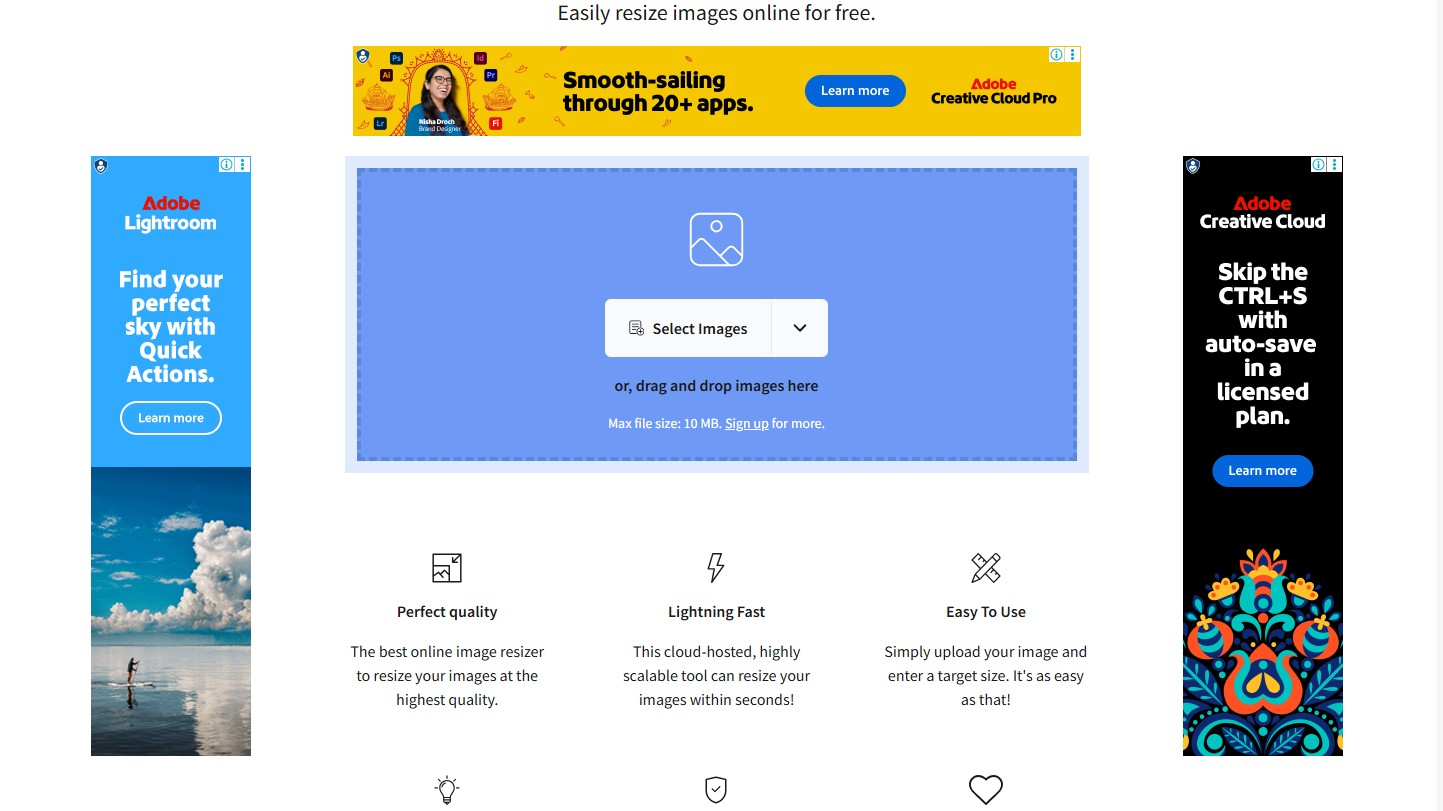 Easily resize images online for free.
Ps
Id
Ai
Pr
Lr
Fi
Nisha Droch
Brand Designer
Smooth-sailing
through 20+ apps.
Learn more
Adobe
Creative Cloud Pro
Adobe
Lightroom
Find your
perfect
sky with
Quick
Actions.
Learn more
Select Images
or, drag and drop images here
Max file size: 10 MB. Sign up for more.
Adobe
Creative Cloud
Skip the
CTRL+S
with
auto-save
in a
licensed
plan.
Learn more
Perfect quality
The best online image resizer
to resize your images at the
highest quality.
Lightning Fast
This cloud-hosted, highly
scalable tool can resize your
images within seconds!
Easy To Use
Simply upload your image and
enter a target size. It's as easy
as that!